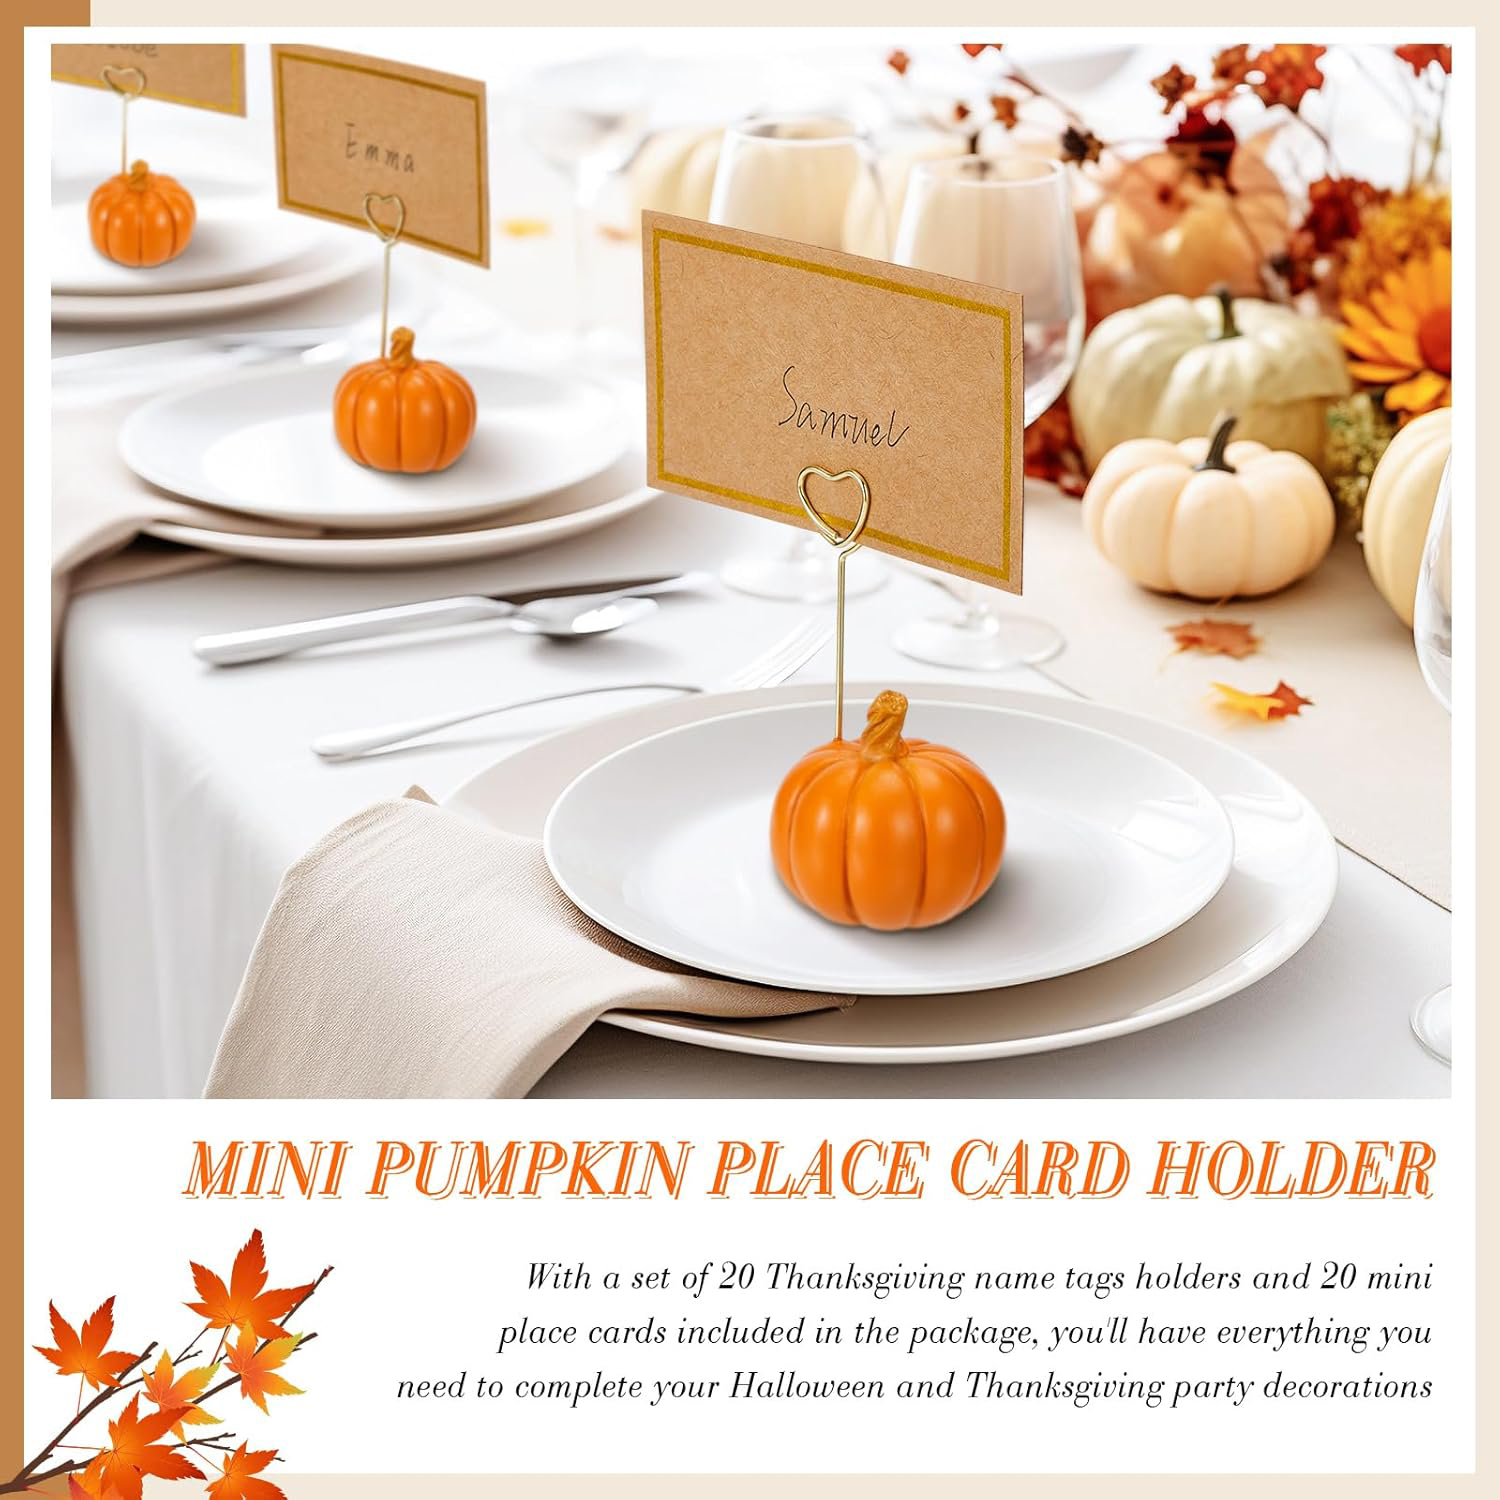 Emma
Samuel
MINI PUMPKIN PLACE CARD HOLDER
With a set of 20 Thanksgiving name tags holders and 20 mini
place cards included in the package, you'll have everything you
need to complete your Halloween and Thanksgiving party decorations